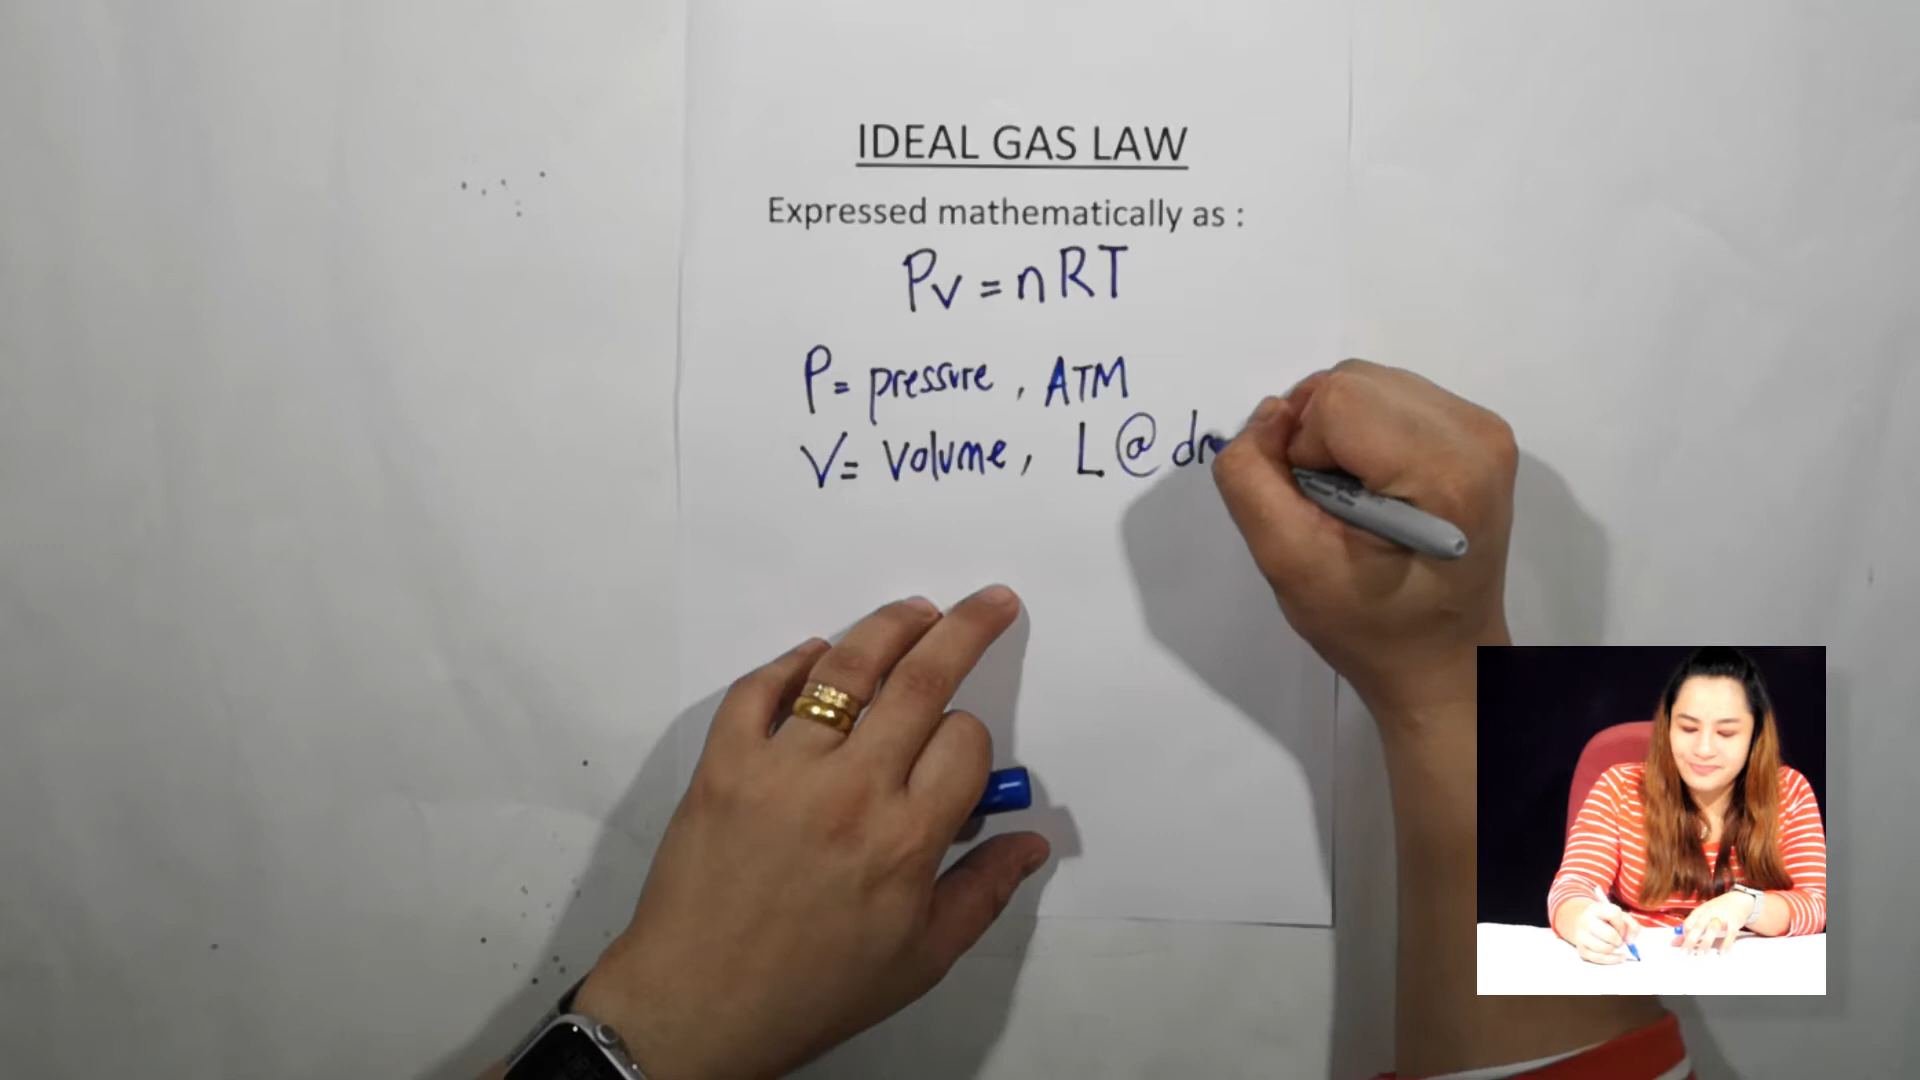 IDEAL GAS LAW
Expressed mathematically as :
PV = nRT
P = pressure , ATM
V = Volume , L @